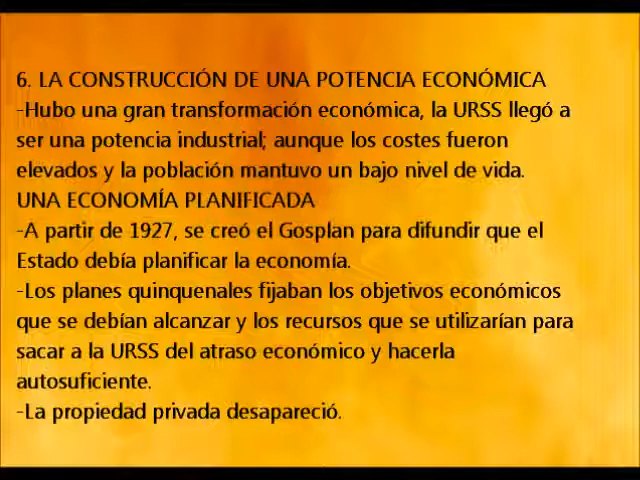 6. LA CONSTRUCCIÓN DE UNA POTENCIA ECONÓMICA
-Hubo una gran transformación económica, la URSS llegó a
ser una potencia industrial; aunque los costes fueron
elevados y la población mantuvo un bajo nivel de vida.
UNA ECONOMÍA PLANIFICADA
-A partir de 1927, se creó el Gosplan para difundir que el
Estado debía planificar la economía.
-Los planes quinquenales fijaban los objetivos económicos
que se debían alcanzar y los recursos que se utilizarían para
sacar a la URSS del atraso económico y hacerla
autosuficiente.
-La propiedad privada desapareció.